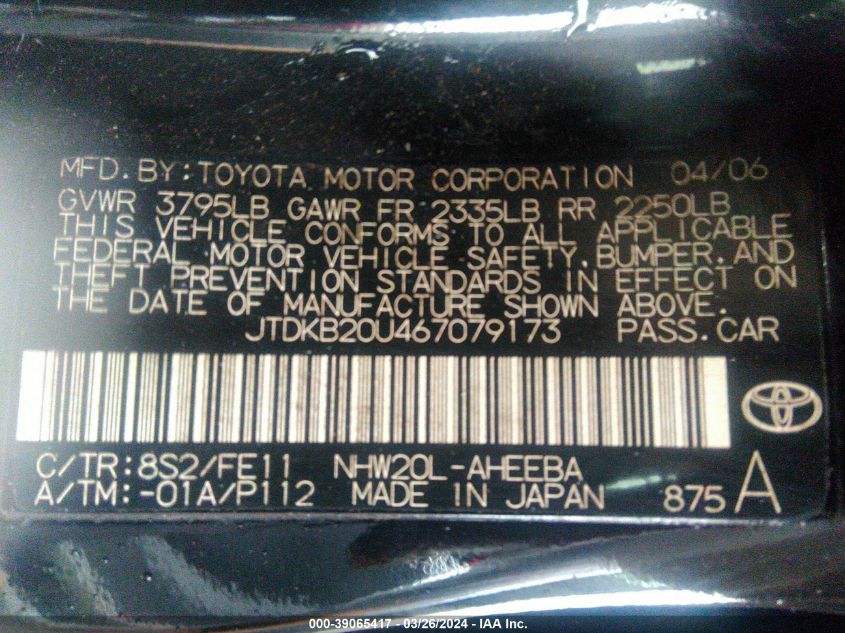 MFD. BY: TOYOTA MOTOR CORPORATION 04/06
GVWR 3795LB GAWR FR 2335LB RR 2250LB
THIS VEHICLE CONFORMS TO ALL APPLICABLE
FEDERAL MOTOR VEHICLE SAFETY, BUMPER, AND
THEFT PREVENTION STANDARDS IN EFFECT ON
THE DATE OF MANUFACTURE SHOWN ABOVE.
JTDKB20U467079173 PASS.CAR
C/TR:8S2/FE11 NHW20L-AHEEBA
A/TM:-01A/P112 MADE IN JAPAN 875 A
000-39065417 - 03/26/2024 - IAA Inc.